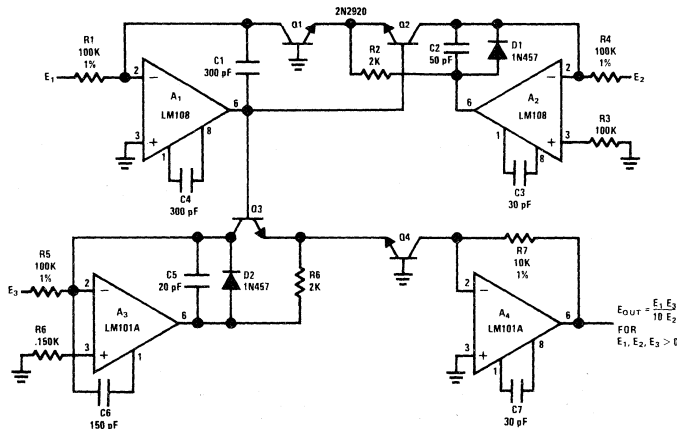 2N2920
Q1
Q2
R1
100K
1%
E1
C1
300 pF
R2
2K
C2
50 pF
D1
1N457
R4
100K
1%
E2
2
A1
LM108
6
3
1
8
C4
300 pF
6
A2
LM108
2
3
1
8
R3
100K
C3
30 pF
Q3
Q4
R5
100K
1%
E3
C5
20 pF
D2
1N457
R6
2K
R7
10K
1%
2
A3
LM101A
6
3
1
R6
.150K
C6
150 pF
2
A4
LM101A
6
3
1
8
C7
30 pF
EOUT = E1 E3
10 E2
FOR
E1, E2, E3 > 0